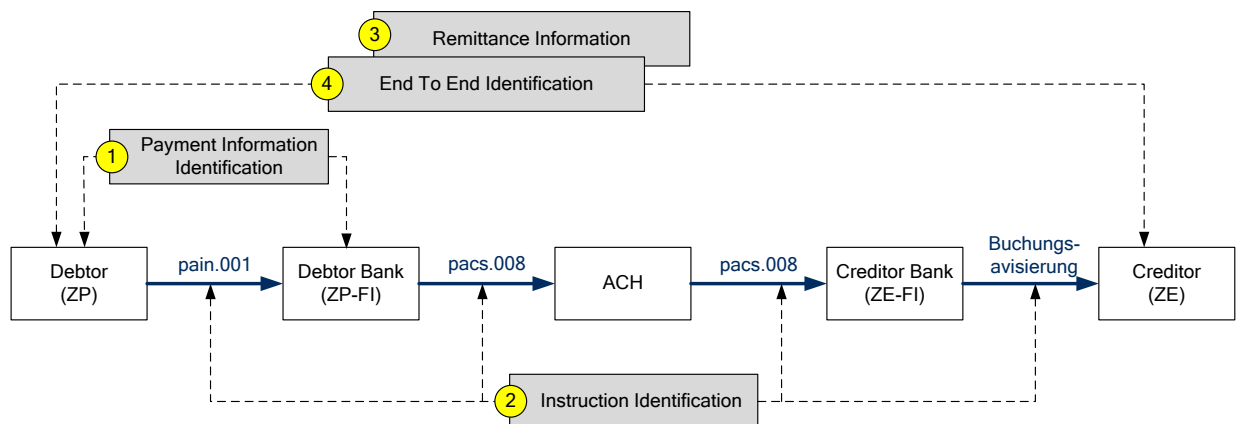 3
Remittance Information
4
End To End Identification
1
Payment Information
Identification
Debtor
(ZP)
pain.001
Debtor Bank
(ZP-FI)
pacs.008
ACH
pacs.008
Creditor Bank
(ZE-FI)
Buchungs-
avisierung
Creditor
(ZE)
2
Instruction Identification